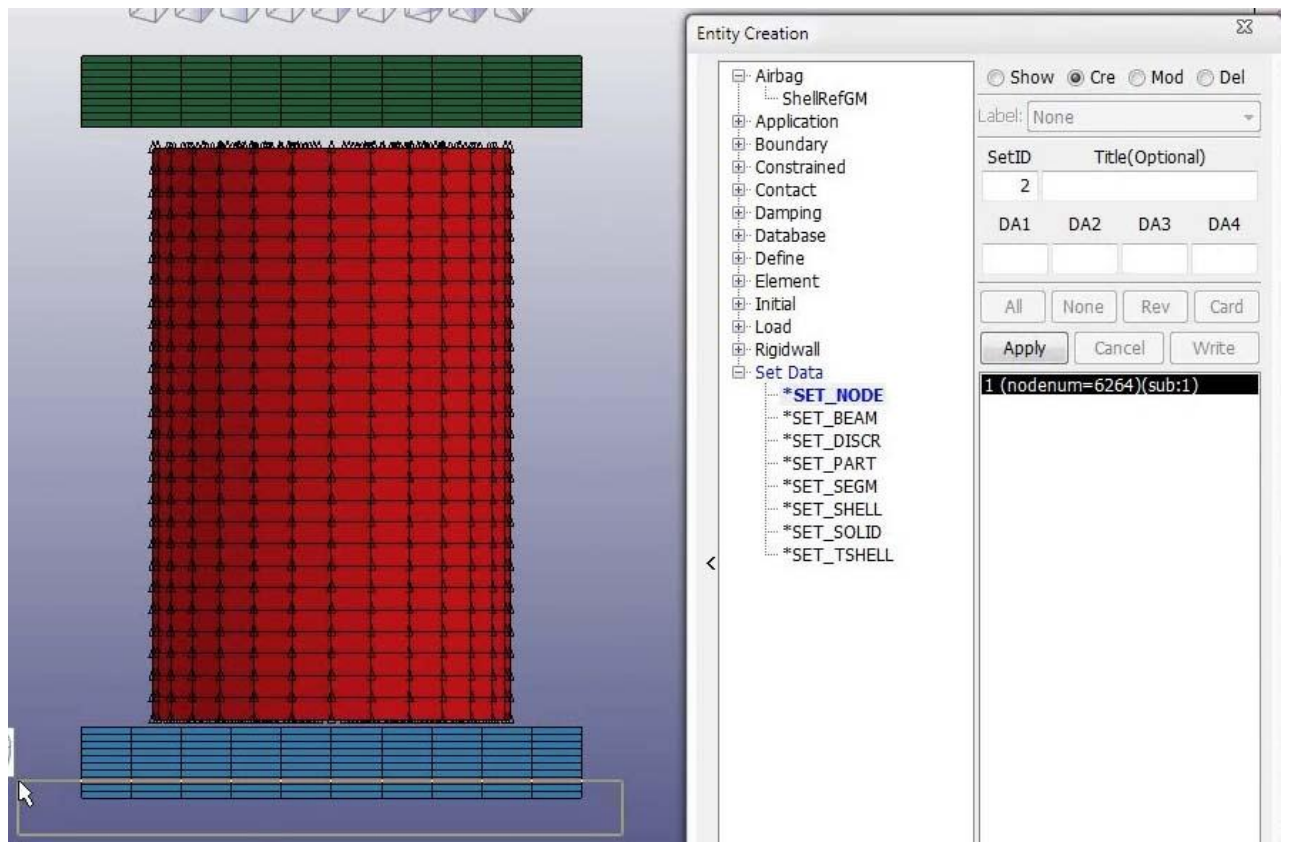 Entity Creation
Airbag
ShellRefGM
Application
Boundary
Constrained
Contact
Damping
Database
Define
Element
Initial
Load
Rigidwall
Set Data
*SET_NODE
*SET_BEAM
*SET_DISCR
*SET_PART
*SET_SEGM
*SET_SHELL
*SET_SOLID
*SET_TSHELL
<
Show Cre Mod Del
Label: None
SetID Title(Optional)
2
DA1 DA2 DA3 DA4
All None Rev Card
Apply Cancel Write
1 (nodenum=6264)(sub:1)